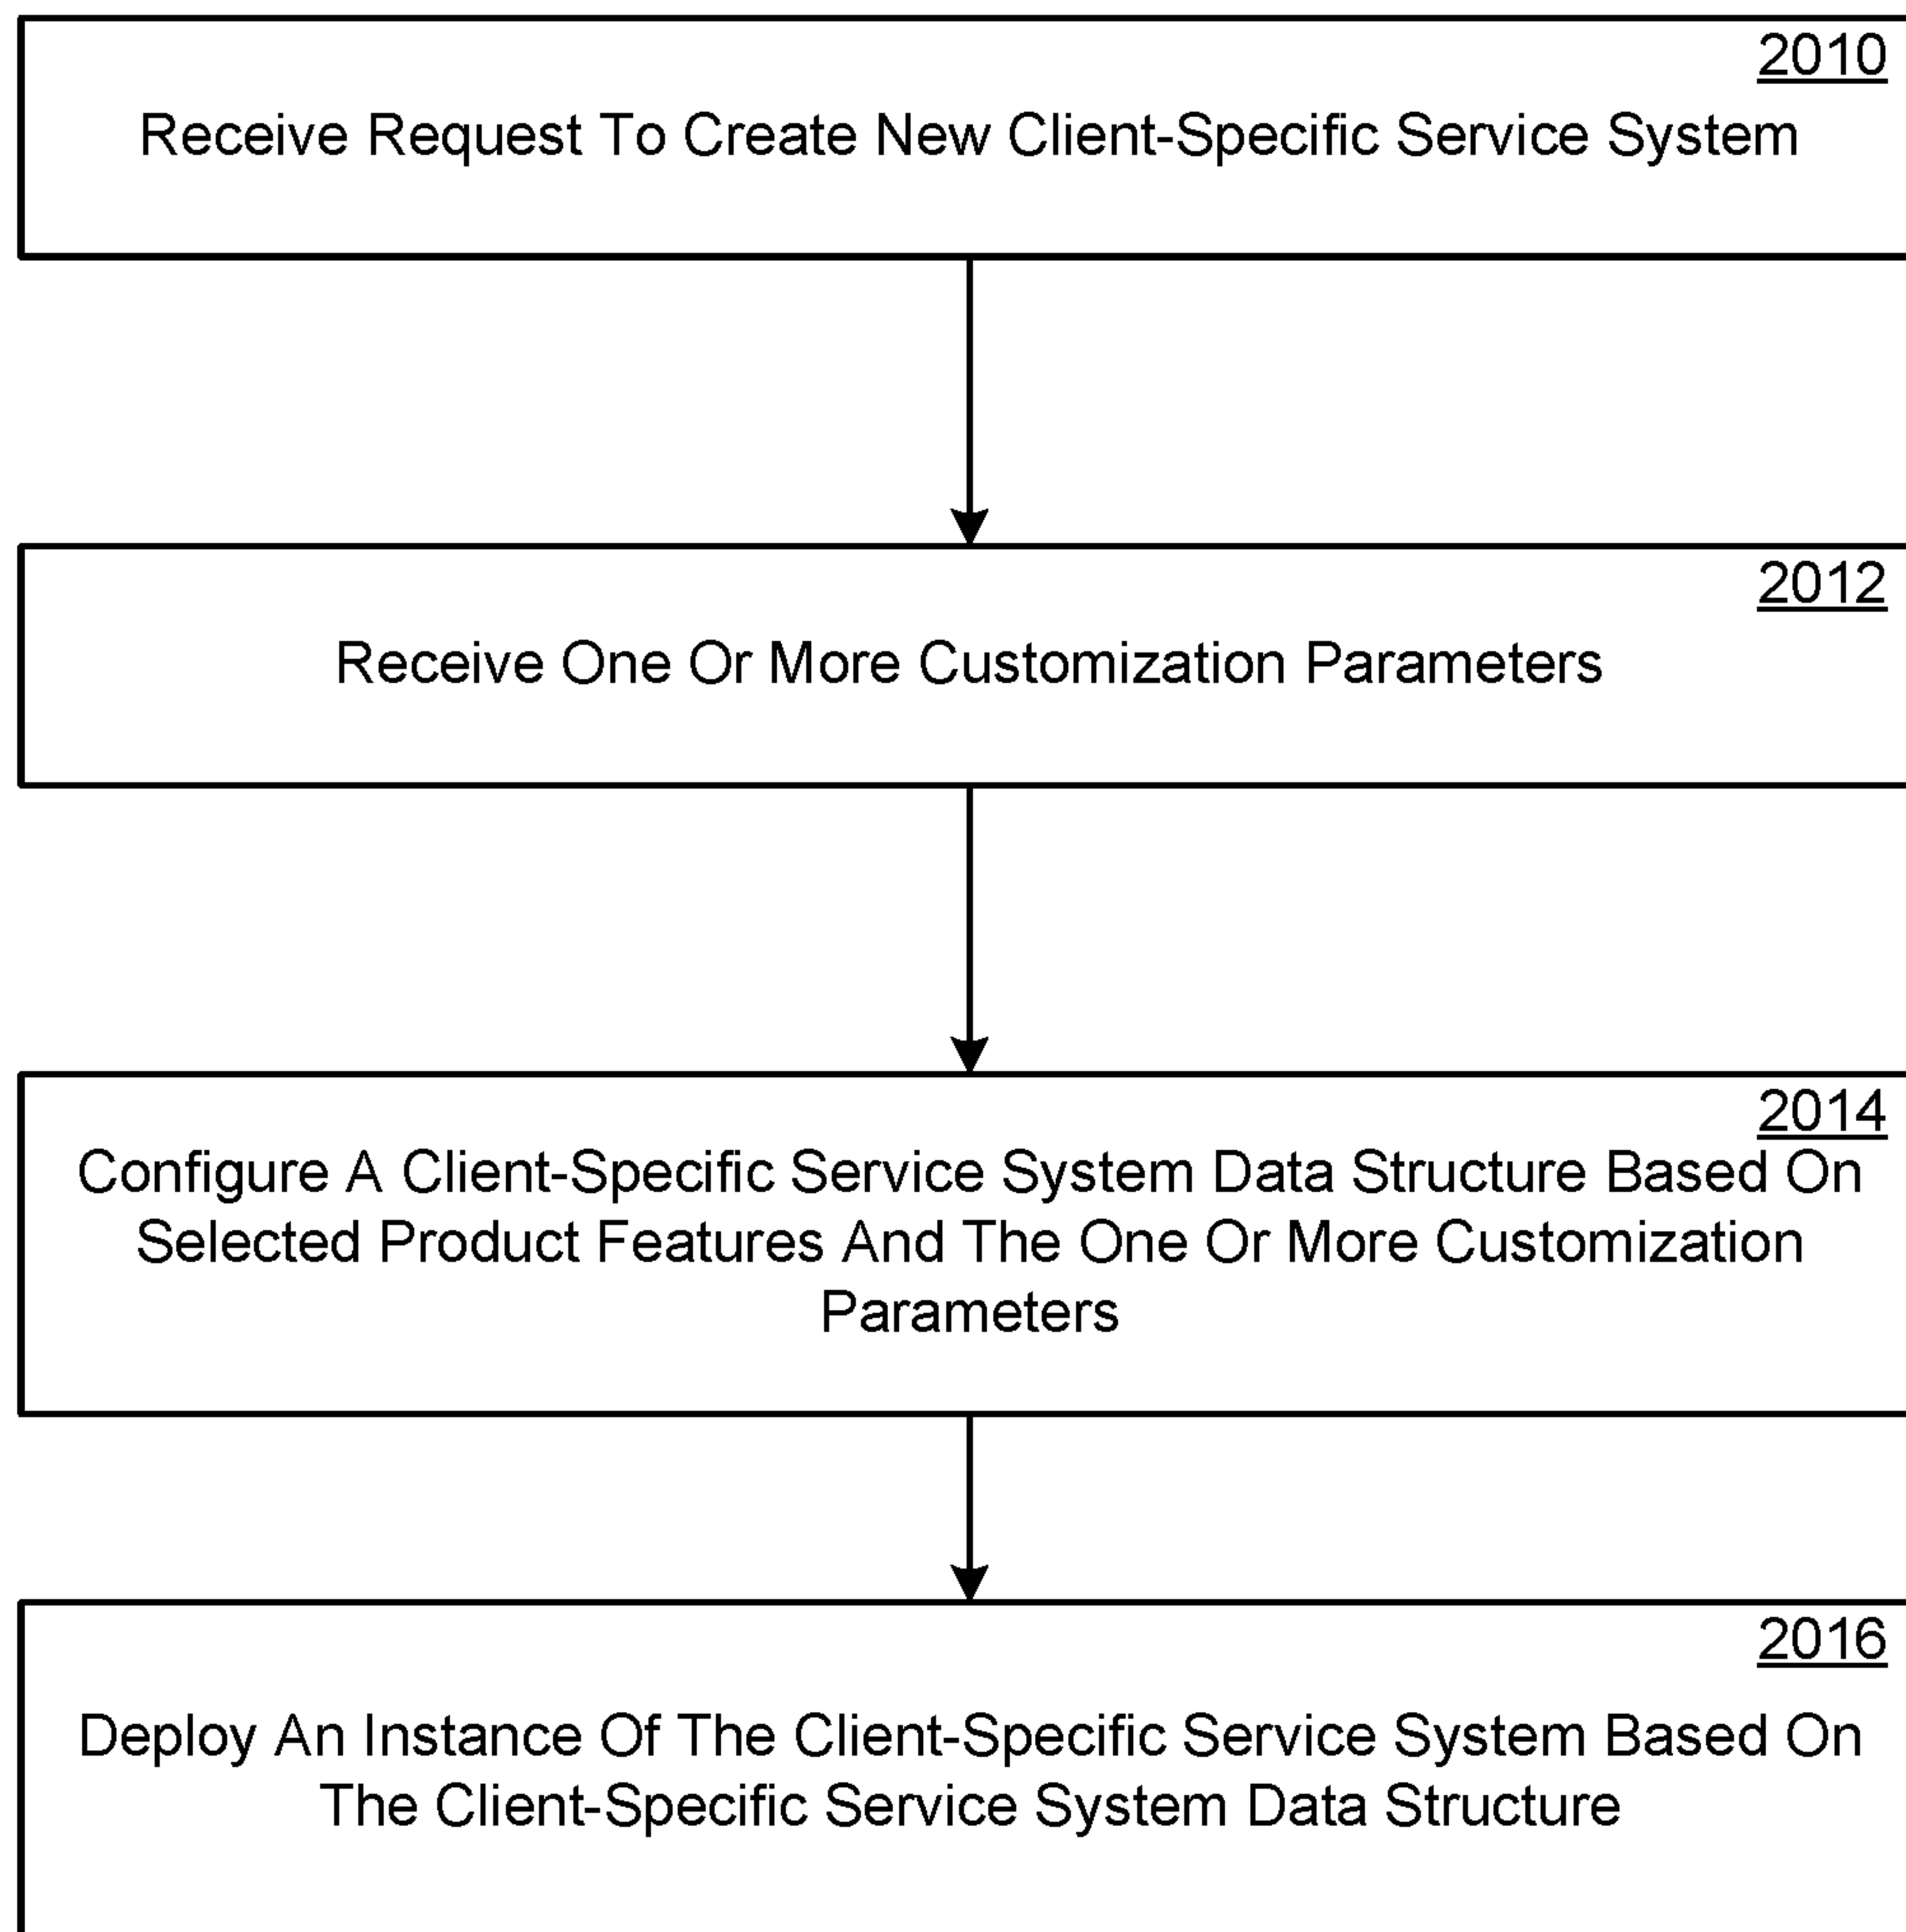 2010
Receive Request To Create New Client-Specific Service System
2012
Receive One Or More Customization Parameters
2014
Configure A Client-Specific Service System Data Structure Based On
Selected Product Features And The One Or More Customization
Parameters
2016
Deploy An Instance Of The Client-Specific Service System Based On
The Client-Specific Service System Data Structure